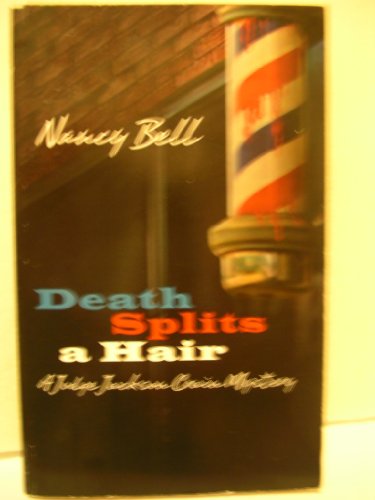 Nancy Bell
Death
Splits
a Hair
A Judge Jackson Crain Mystery